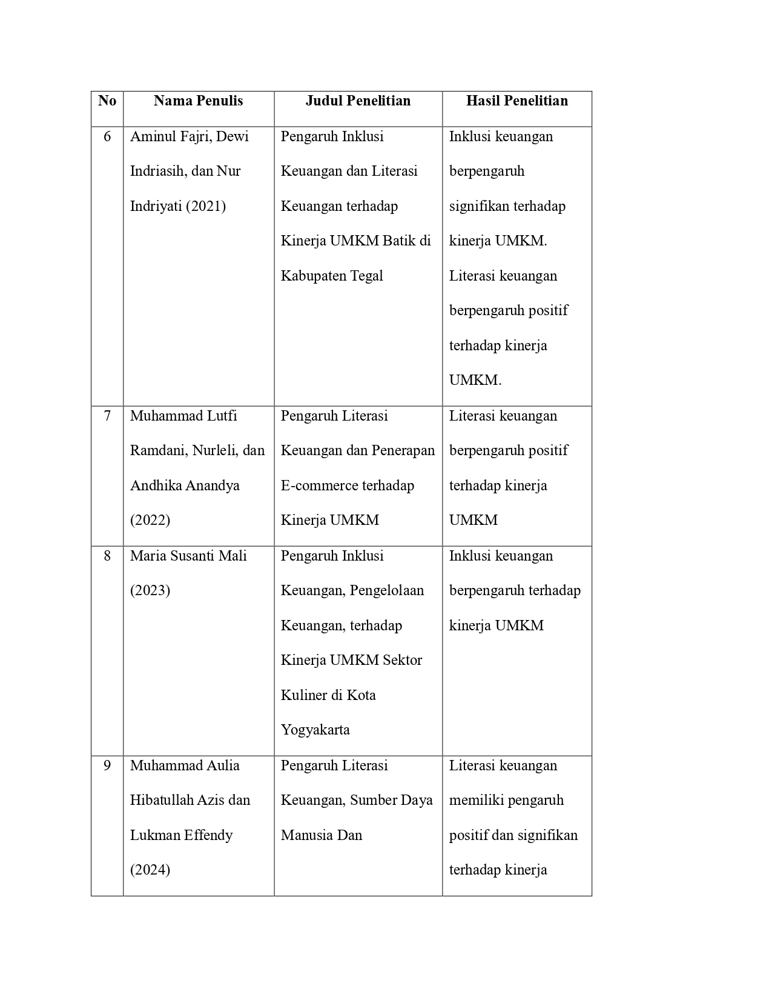 No
Nama Penulis
Judul Penelitian
Hasil Penelitian
6
Aminul Fajri, Dewi
Indriasih, dan Nur
Indriyati (2021)
Pengaruh Inklusi
Keuangan dan Literasi
Keuangan terhadap
Kinerja UMKM Batik di
Kabupaten Tegal
Inklusi keuangan
berpengaruh
signifikan terhadap
kinerja UMKM.
Literasi keuangan
berpengaruh positif
terhadap kinerja
UMKM.
7
Muhammad Lutfi
Ramdani, Nurleli, dan
Andhika Anandya
(2022)
Pengaruh Literasi
Keuangan dan Penerapan
E-commerce terhadap
Kinerja UMKM
Literasi keuangan
berpengaruh positif
terhadap kinerja
UMKM
8
Maria Susanti Mali
(2023)
Pengaruh Inklusi
Keuangan, Pengelolaan
Keuangan, terhadap
Kinerja UMKM Sektor
Kuliner di Kota
Yogyakarta
Inklusi keuangan
berpengaruh terhadap
kinerja UMKM
9
Muhammad Aulia
Hibatullah Azis dan
Lukman Effendy
(2024)
Pengaruh Literasi
Keuangan, Sumber Daya
Manusia Dan
Literasi keuangan
memiliki pengaruh
positif dan signifikan
terhadap kinerja